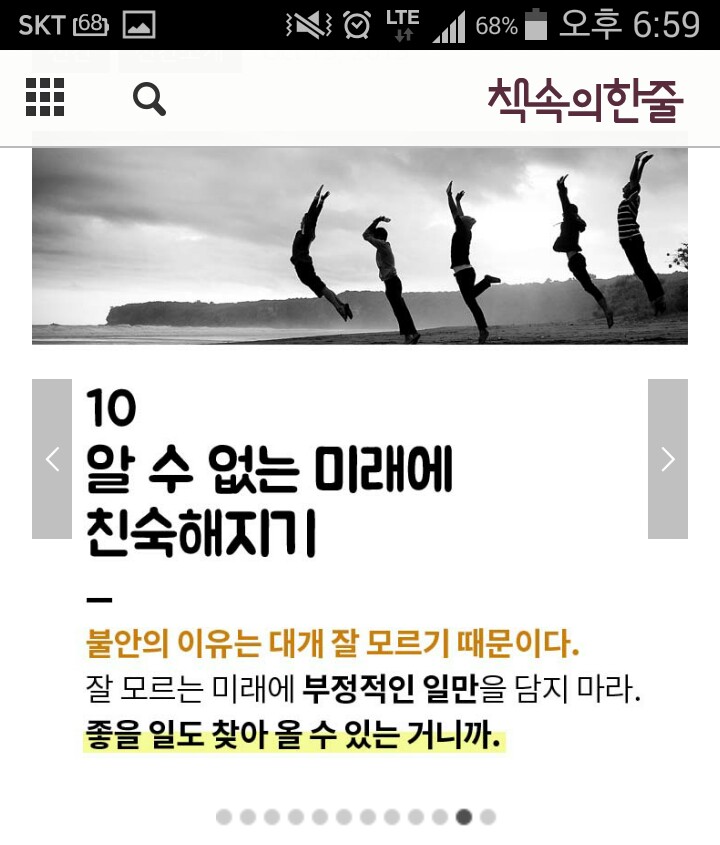 SKT 68 LTE 68% 오후 6:59
책속의한줄
10
알 수 없는 미래에
친숙해지기
불안의 이유는 대개 잘 모르기 때문이다.
잘 모르는 미래에 부정적인 일만을 담지 마라.
좋을 일도 찾아 올 수 있는 거니까.